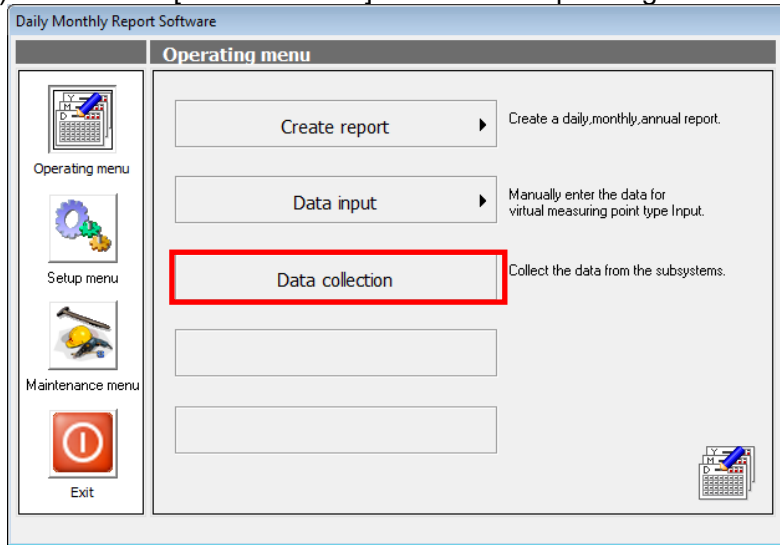 Daily Monthly Report Software
Operating menu
Operating menu
Setup menu
Maintenance menu
Exit
Create report
Create a daily,monthly,annual report.
Data input
Manually enter the data for
virtual measuring point type Input.
Data collection
Collect the data from the subsystems.